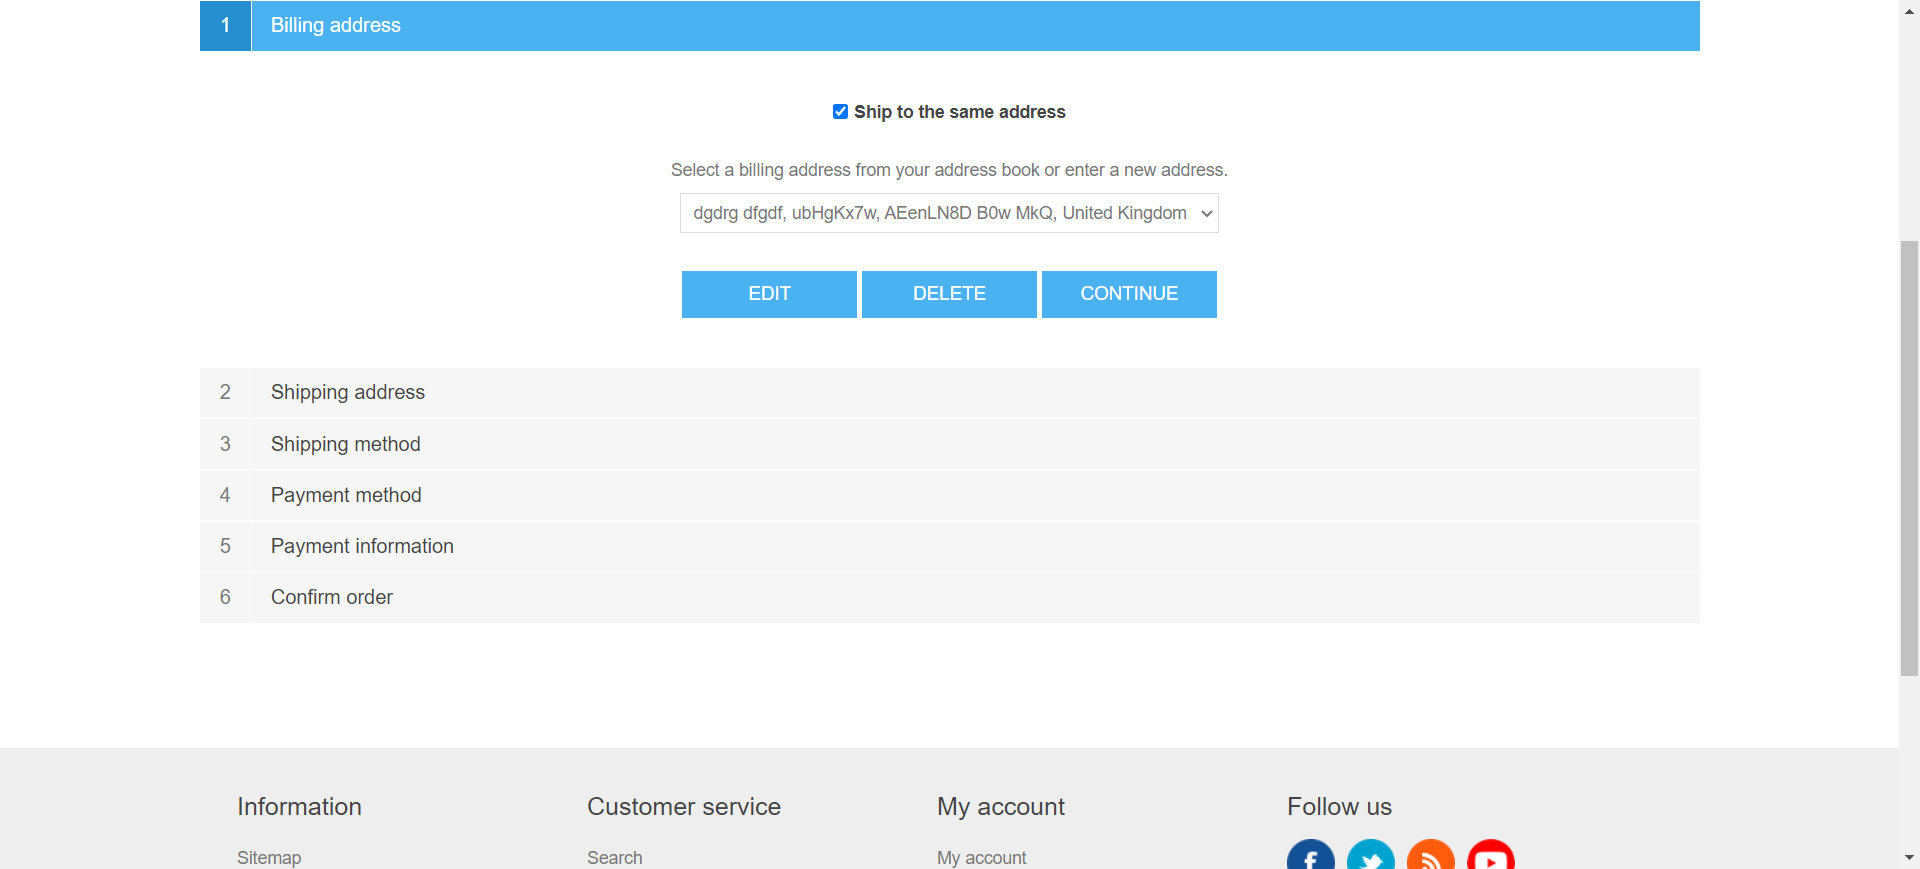 1 Billing address
Ship to the same address
Select a billing address from your address book or enter a new address.
dgdrg dfgdf, ubHgKx7w, AEenLN8D B0w MkQ, United Kingdom
EDIT DELETE CONTINUE
2 Shipping address
3 Shipping method
4 Payment method
5 Payment information
6 Confirm order
Information Customer service My account Follow us
Sitemap Search My account